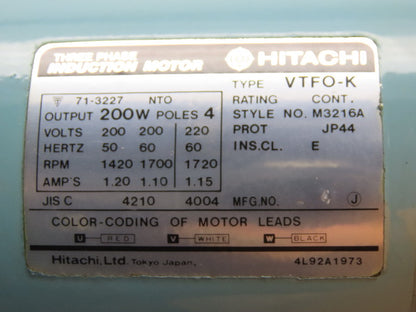 THREE PHASE
INDUCTION MOTOR
HITACHI
71-3227 NTO
OUTPUT 200W POLES 4
VOLTS 200 200 220
HERTZ 50 60 60
RPM 1420 1700 1720
AMP'S 1.20 1.10 1.15
JIS C 4210 4004
TYPE VTFO-K
RATING CONT.
STYLE NO. M3216A
PROT JP44
INS.CL. E
MFG.NO. J
COLOR-CODING OF MOTOR LEADS
U RED V WHITE W BLACK
Hitachi, Ltd. Tokyo Japan. 4L92A1973